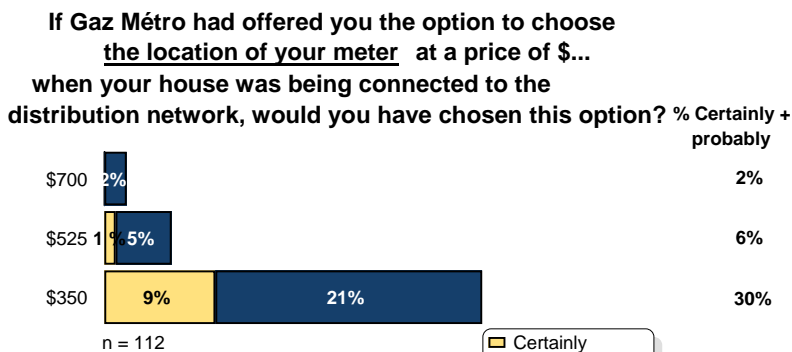 If Gaz Métro had offered you the option to choose
the location of your meter at a price of $...
when your house was being connected to the
distribution network, would you have chosen this option?
% Certainly +
probably
$700 2% 2%
$525 1 % 5% 6%
$350 9% 21% 30%
n = 112
Certainly